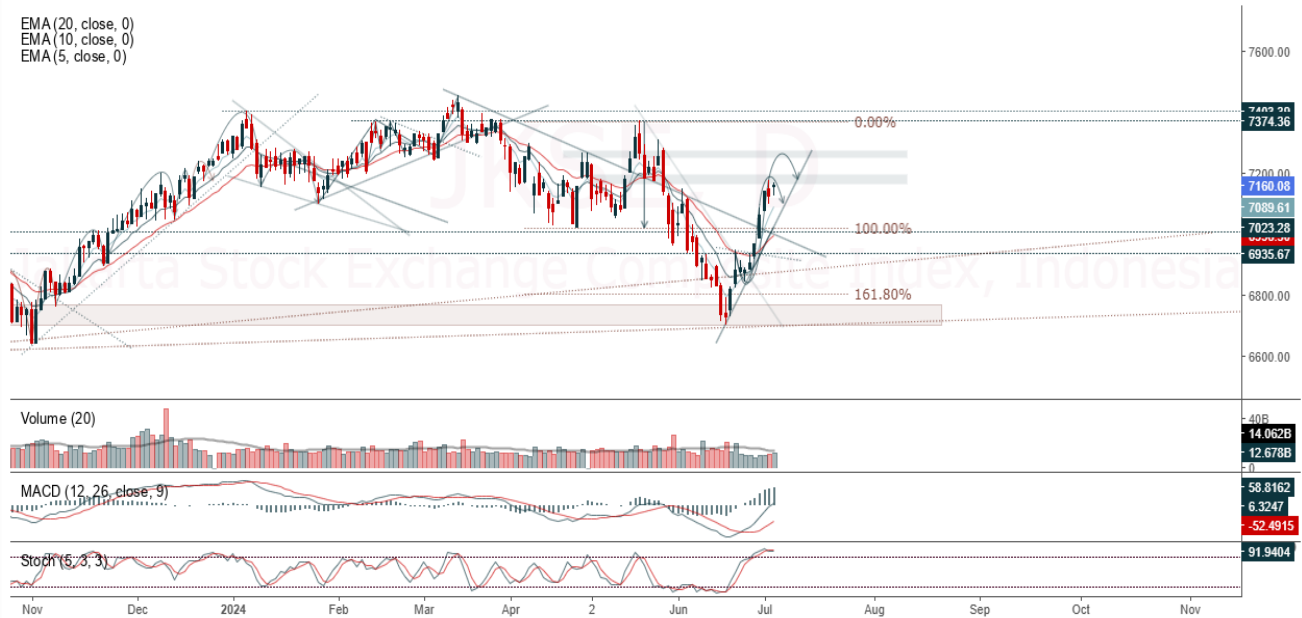 EMA (20, close, 0)
EMA (10, close, 0)
EMA (5, close, 0)
7600.00
7374.36
0.00%
7200.00
7160.08
7089.61
100.00%
7023.28
6935.67
Stock Exchange Composite Index, Indonesia
161.80%
6800.00
6600.00
Volume (20)
40B
14.062B
12.678B
0
MACD (12, 26, close, 9)
58.8162
6.3247
-52.4915
Stoch (5, 3, 3)
91.9404
Nov Dec 2024 Feb Mar Apr 2 Jun Jul Aug Sep Oct Nov